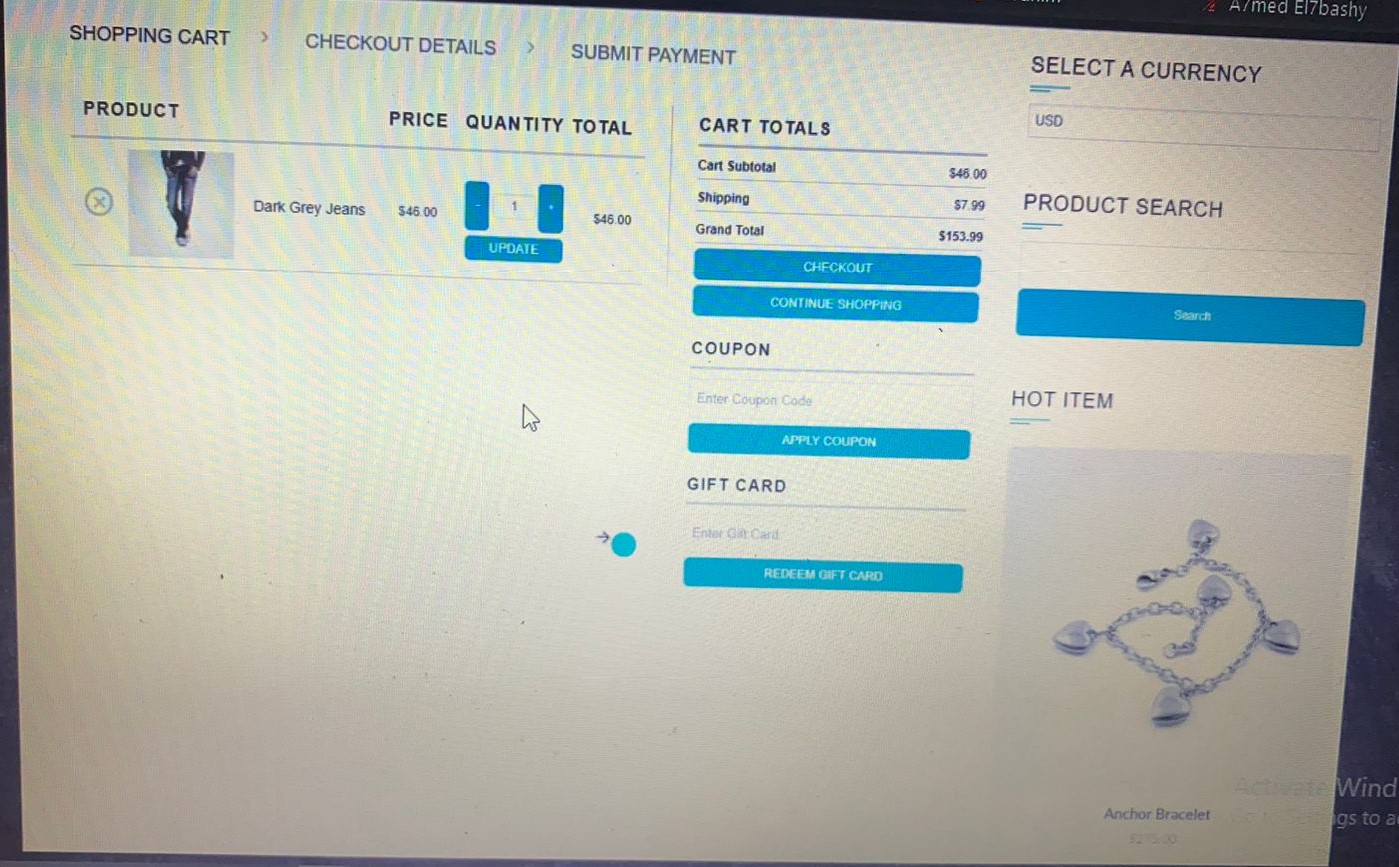 A7med El7bashy
SHOPPING CART > CHECKOUT DETAILS > SUBMIT PAYMENT
PRODUCT PRICE QUANTITY TOTAL
Dark Grey Jeans $46.00 - 1 + $46.00
UPDATE
CART TOTALS
Cart Subtotal $46.00
Shipping $7.99
Grand Total $153.99
CHECKOUT
CONTINUE SHOPPING
COUPON
Enter Coupon Code
APPLY COUPON
GIFT CARD
Enter Gift Card
REDEEM GIFT CARD
SELECT A CURRENCY
USD
PRODUCT SEARCH
Search
HOT ITEM
Anchor Bracelet
Activate Wind